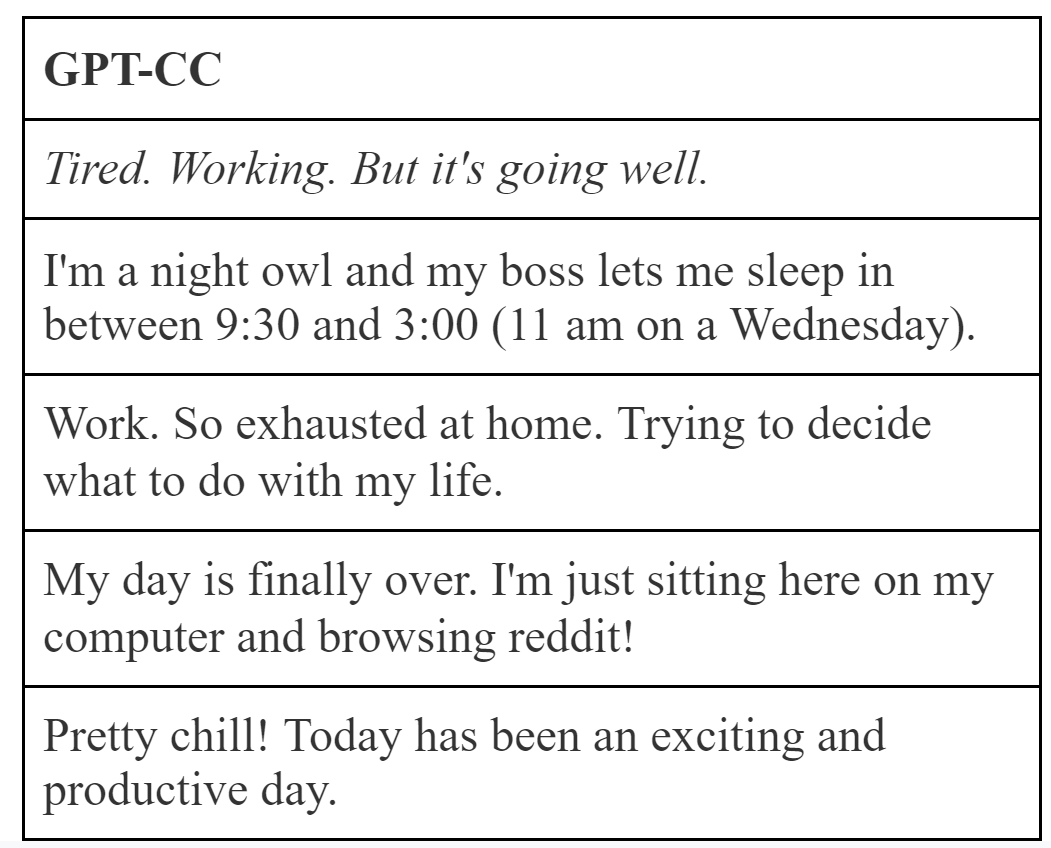 GPT-CC
Tired. Working. But it's going well.
I'm a night owl and my boss lets me sleep in
between 9:30 and 3:00 (11 am on a Wednesday).
Work. So exhausted at home. Trying to decide
what to do with my life.
My day is finally over. I'm just sitting here on my
computer and browsing reddit!
Pretty chill! Today has been an exciting and
productive day.